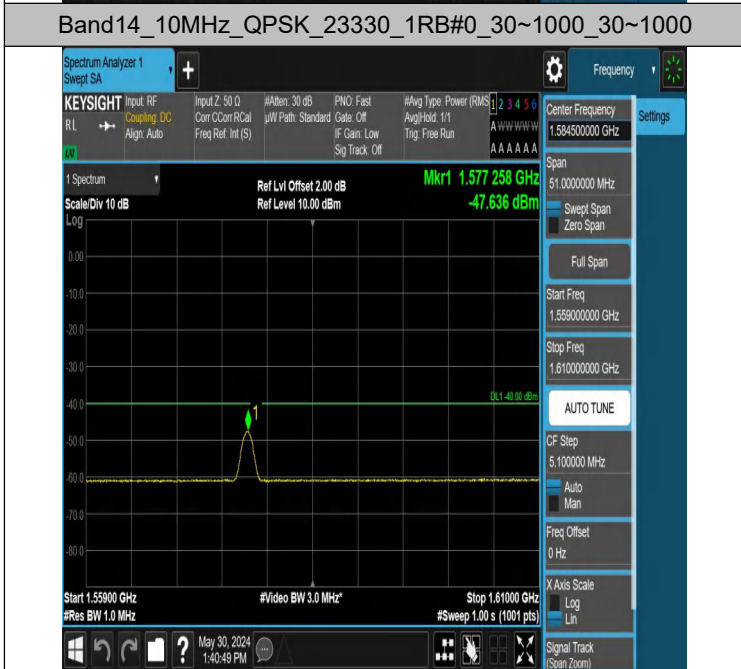 Band14_10MHz_QPSK_23330_1RB#0_30~1000_30~1000
Spectrum Analyzer 1
Swept SA
+
Frequency
KEYSIGHT
RL
Input: RF
Coupling: DC
Align: Auto
Input Z: 50 Ω
Corr CCorr RCal
Freq Ref: Int (S)
#Atten: 30 dB
µW Path: Standard
PNO: Fast
Gate: Off
IF Gain: Low
Sig Track: Off
#Avg Type: Power (RMS
Avg|Hold: 1/1
Trig: Free Run
1 2 3 4 5 6
A W W W W W
A A A A A A
1 Spectrum
Scale/Div 10 dB
Log
Ref Lvl Offset 2.00 dB
Ref Level 10.00 dBm
Mkr1 1.577 258 GHz
-47.636 dBm
0.00
-10.0
-20.0
-30.0
-40.0
-50.0
-60.0
-70.0
-80.0
DL1 -40.00 dBm
1
Start 1.55900 GHz
#Res BW 1.0 MHz
#Video BW 3.0 MHz*
Stop 1.61000 GHz
#Sweep 1.00 s (1001 pts)
Center Frequency
1.584500000 GHz
Settings
Span
51.0000000 MHz
Swept Span
Zero Span
Full Span
Start Freq
1.559000000 GHz
Stop Freq
1.610000000 GHz
AUTO TUNE
CF Step
5.100000 MHz
Auto
Man
Freq Offset
0 Hz
X Axis Scale
Log
Lin
Signal Track
(Span Zoom)
?
May 30, 2024
1:40:49 PM